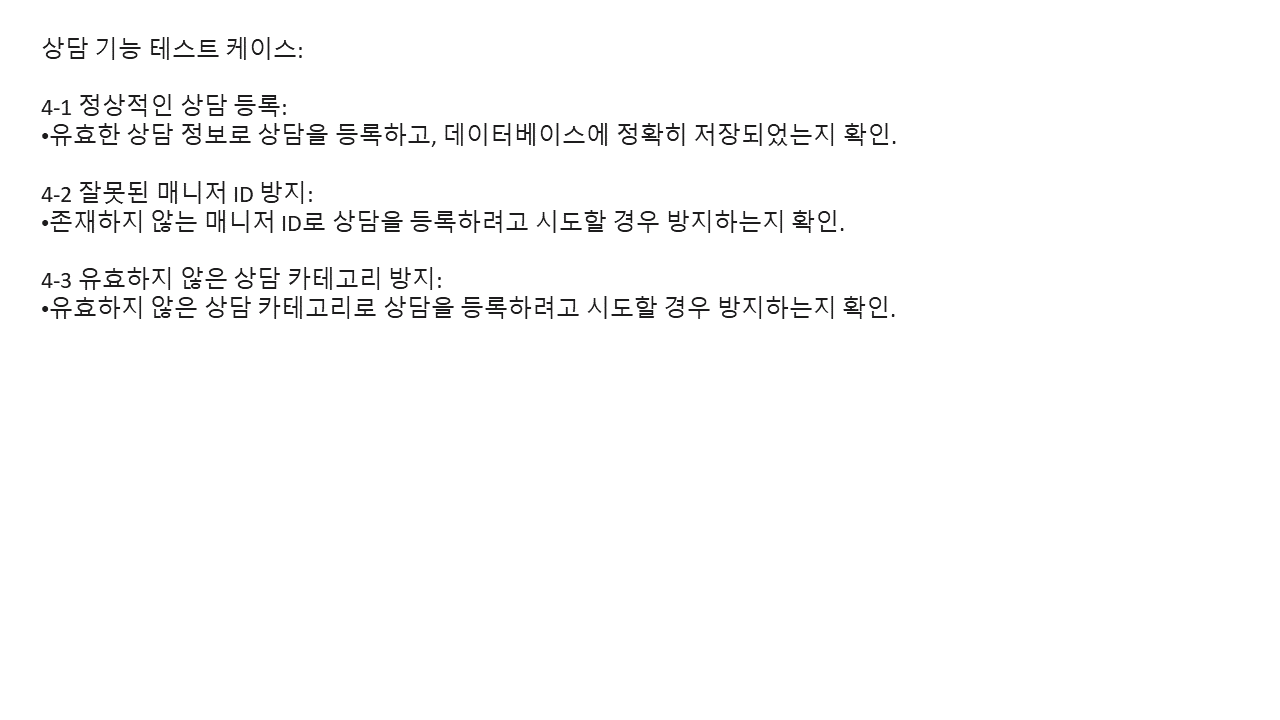 상담 기능 테스트 케이스:
4-1 정상적인 상담 등록:
•유효한 상담 정보로 상담을 등록하고, 데이터베이스에 정확히 저장되었는지 확인.
4-2 잘못된 매니저 ID 방지:
•존재하지 않는 매니저 ID로 상담을 등록하려고 시도할 경우 방지하는지 확인.
4-3 유효하지 않은 상담 카테고리 방지:
•유효하지 않은 상담 카테고리로 상담을 등록하려고 시도할 경우 방지하는지 확인.